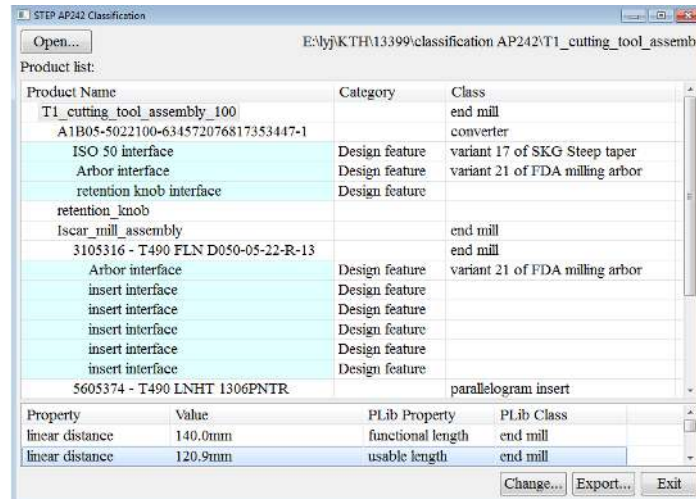 STEP AP242 Classification
Open... E:\lyj\KTH\13399\classification AP242\T1_cutting_tool_assemb
Product list:
Product Name Category Class
T1_cutting_tool_assembly_100 end mill
A1B05-5022100-634572076817353447-1 converter
ISO 50 interface Design feature variant 17 of SKG Steep taper
Arbor interface Design feature variant 21 of FDA milling arbor
retention knob interface Design feature
retention_knob
Iscar_mill_assembly end mill
3105316 - T490 FLN D050-05-22-R-13 end mill
Arbor interface Design feature variant 21 of FDA milling arbor
insert interface Design feature
insert interface Design feature
insert interface Design feature
insert interface Design feature
insert interface Design feature
5605374 - T490 LNHT 1306PNTR parallelogram insert
Property Value PLib Property PLib Class
linear distance 140.0mm functional length end mill
linear distance 120.9mm usable length end mill
Change... Export... Exit